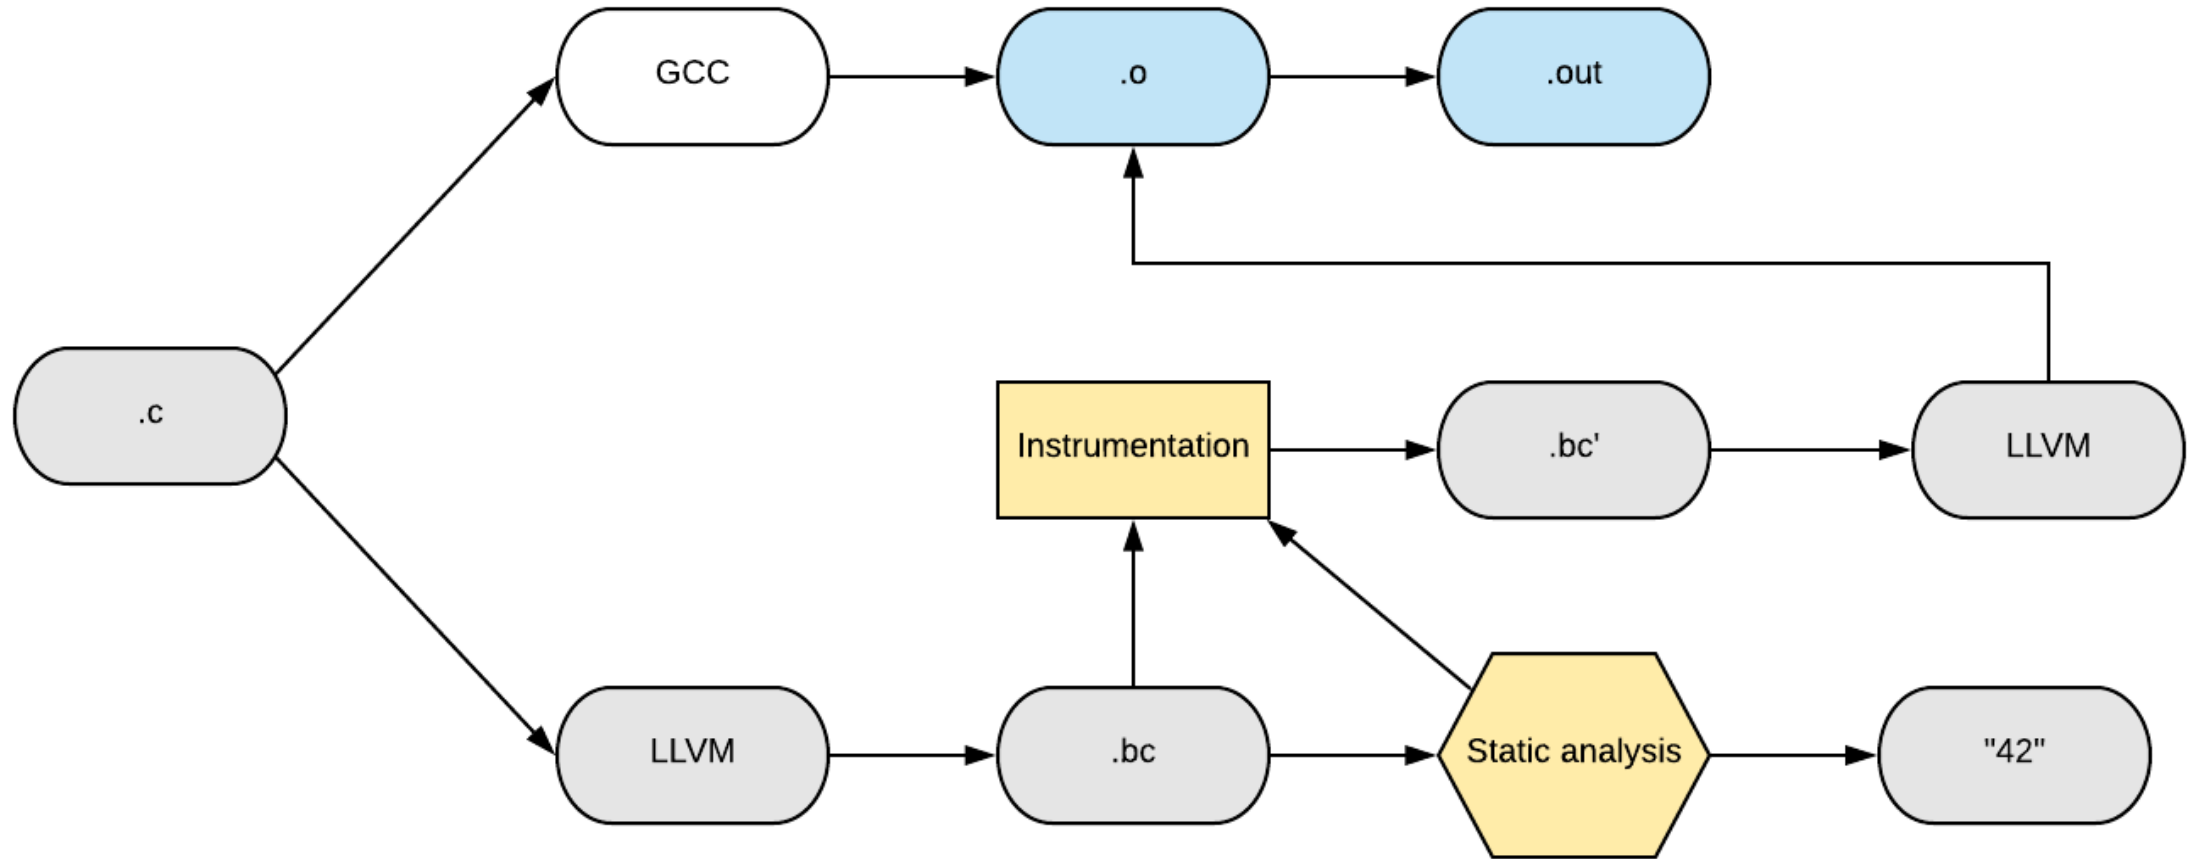 GCC
.o
.out
.c
Instrumentation
.bc'
LLVM
LLVM
.bc
Static analysis
"42"